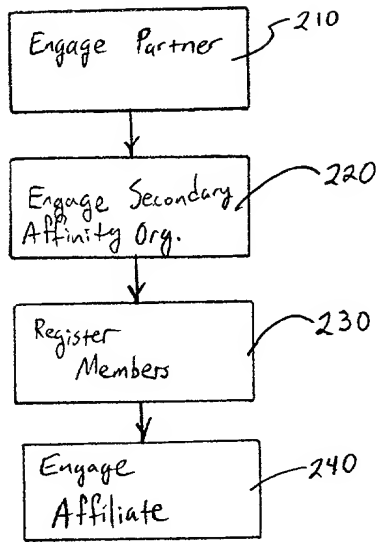 Engage Partner
210
Engage Secondary
Affinity Org.
220
Register
Members
230
Engage
Affiliate
240